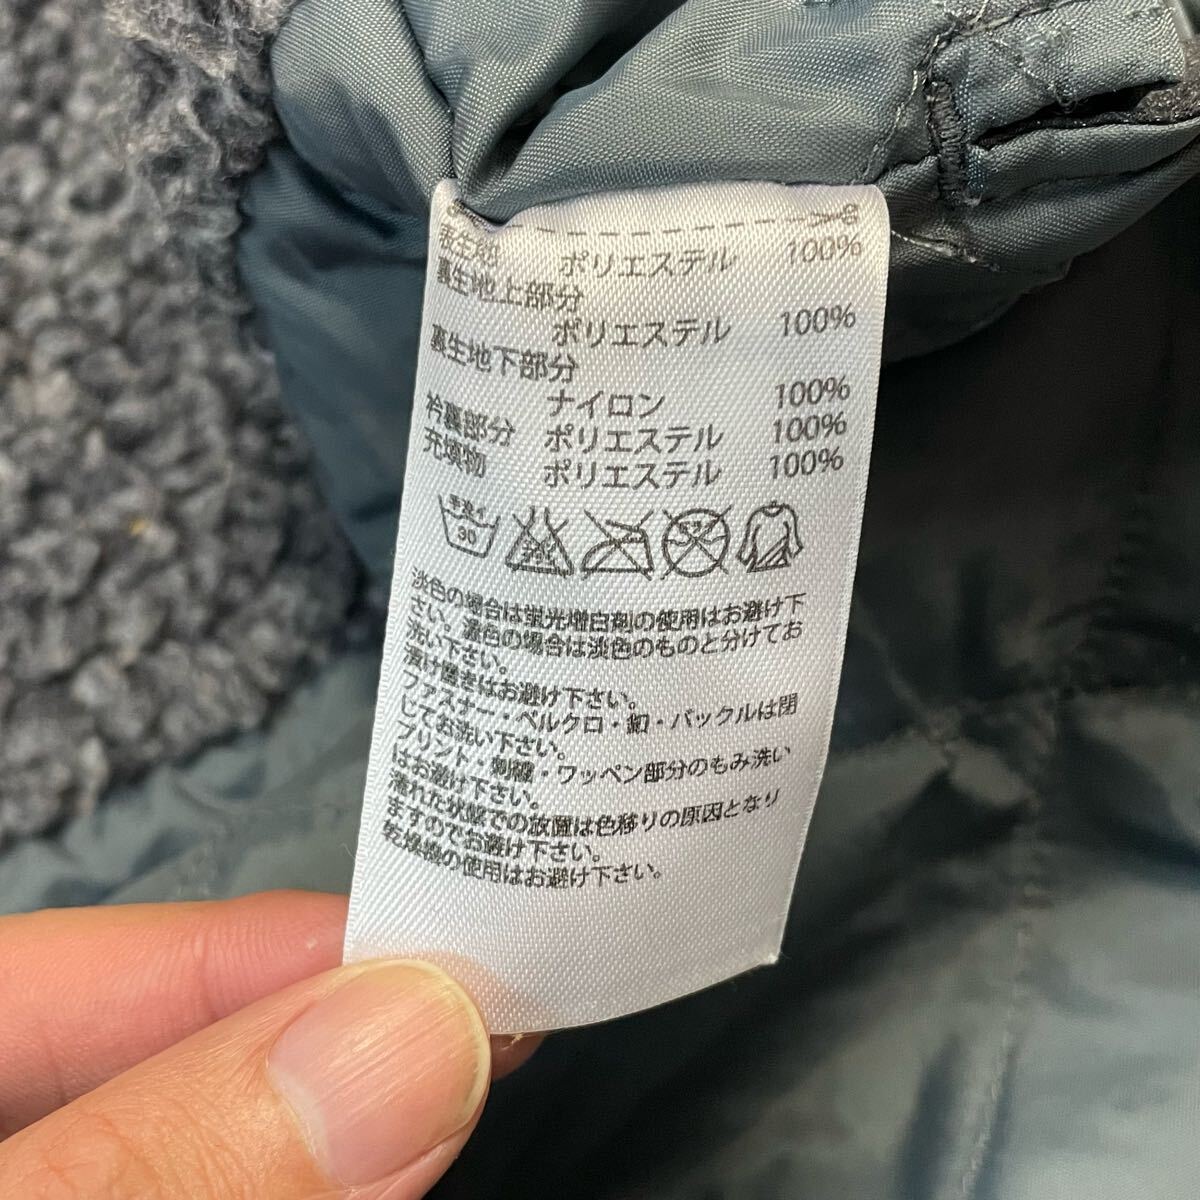 表生地 ポリエステル 100%
裏生地上部分
ポリエステル 100%
裏生地下部分
ナイロン 100%
衿裏部分 ポリエステル 100%
充填物 ポリエステル 100%
手洗イ
30
エンソ
サラシ
ドライ
淡色の場合は蛍光増白剤の使用はお避け下
さい。濃色の場合は淡色のものと分けてお
洗い下さい。
漬け置きはお避け下さい。
ファスナー・ベルクロ・釦・バックルは閉
じてお洗い下さい。
プリント・刺繍・ワッペン部分のもみ洗い
はお避け下さい。
濡れた状態での放置は色移りの原因となり
ますのでお避け下さい。
乾燥機の使用はお避け下さい。